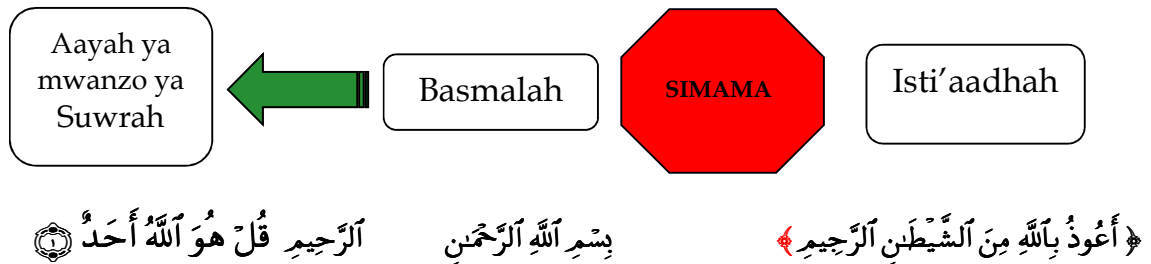 Aayah ya
mwanzo ya
Suwrah
Basmalah
SIMAMA
Isti’aadhah
﴿ أَعُوذُ بِٱللَّهِ مِنَ ٱلشَّيْطَٰنِ ٱلرَّجِيمِ ﴾ بِسْمِ ٱللَّهِ ٱلرَّحْمَٰنِ ٱلرَّحِيمِ قُلْ هُوَ ٱللَّهُ أَحَدٌ ١